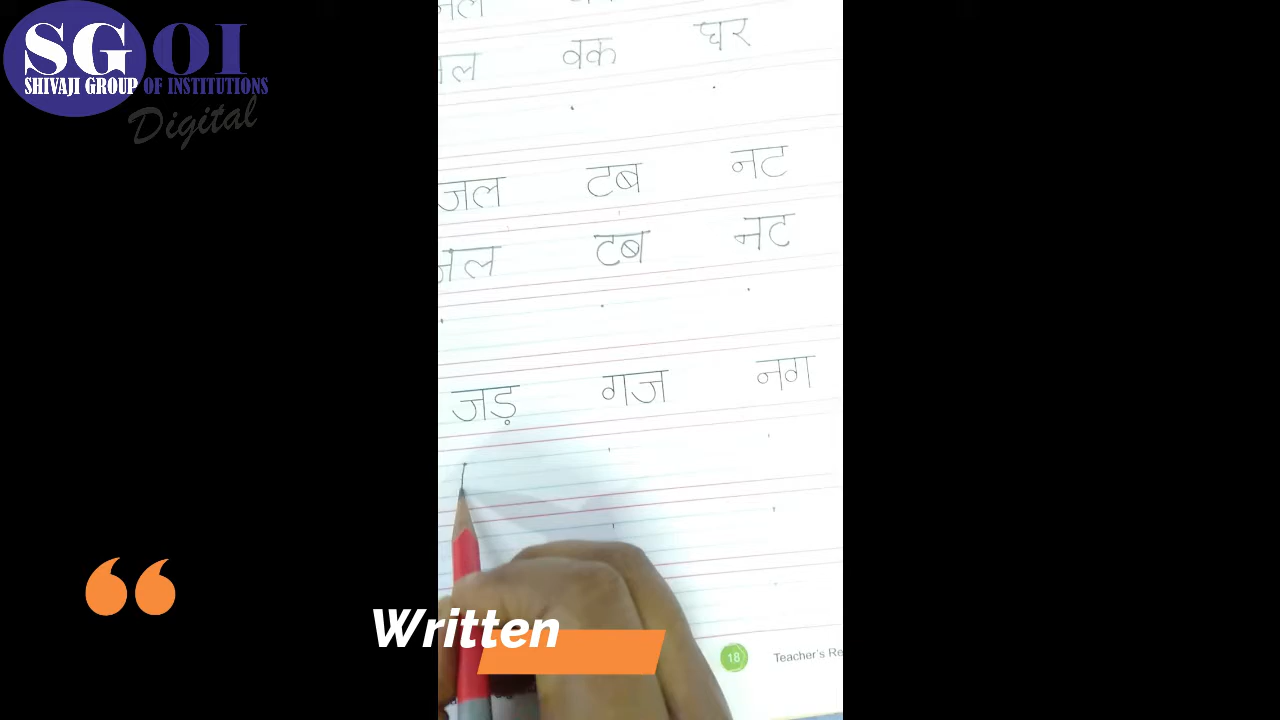 SGOI
SHIVAJI GROUP OF INSTITUTIONS
Digital
वक घर
जल टब नट
जल टब नट
जड़ गज नग
Written
18 Teacher's Re